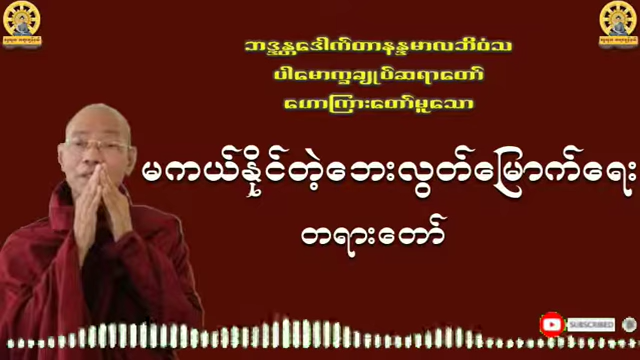 ဘဒ္ဒန္တဒေါက်တာနန္ဒမာလာဘိဝံသ
ပါမောက္ခချုပ်ဆရာတော်
ဟောကြားတော်မူသော
မကယ်နိုင်တဲ့ဘေးလွတ်မြောက်ရေး
တရားတော်
SUBSCRIBED